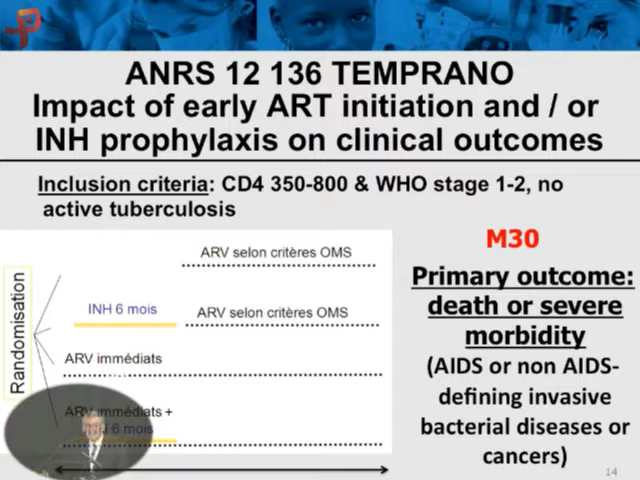 ANRS 12 136 TEMPRANO
Impact of early ART initiation and / or
INH prophylaxis on clinical outcomes
Inclusion criteria: CD4 350-800 & WHO stage 1-2, no
active tuberculosis
Randomisation
ARV selon critères OMS
INH 6 mois
ARV selon critères OMS
ARV immédiats
ARV immédiats +
INH 6 mois
M30
Primary outcome:
death or severe
morbidity
(AIDS or non AIDS-
defining invasive
bacterial diseases or
cancers)
14